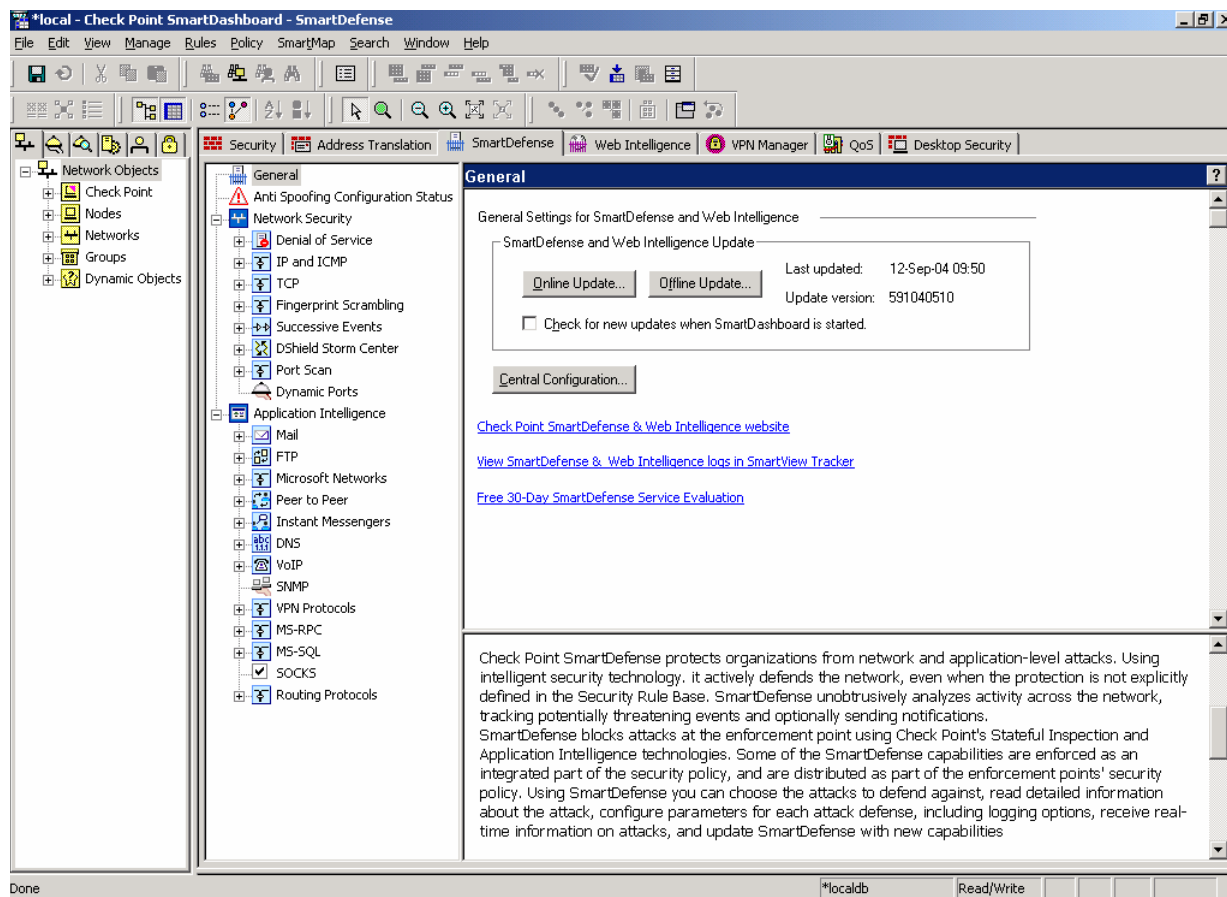 *local - Check Point SmartDashboard - SmartDefense
File Edit View Manage Rules Policy SmartMap Search Window Help
Security Address Translation SmartDefense Web Intelligence VPN Manager QoS Desktop Security
Network Objects
Check Point
Nodes
Networks
Groups
Dynamic Objects
General
Anti Spoofing Configuration Status
Network Security
Denial of Service
IP and ICMP
TCP
Fingerprint Scrambling
Successive Events
DShield Storm Center
Port Scan
Dynamic Ports
Application Intelligence
Mail
FTP
Microsoft Networks
Peer to Peer
Instant Messengers
DNS
VoIP
SNMP
VPN Protocols
MS-RPC
MS-SQL
SOCKS
Routing Protocols
General
General Settings for SmartDefense and Web Intelligence
SmartDefense and Web Intelligence Update
Online Update... Offline Update... Last updated: 12-Sep-04 09:50
Update version: 591040510
Check for new updates when SmartDashboard is started.
Central Configuration...
Check Point SmartDefense & Web Intelligence website
View SmartDefense & Web Intelligence logs in SmartView Tracker
Free 30-Day SmartDefense Service Evaluation
Check Point SmartDefense protects organizations from network and application-level attacks. Using
intelligent security technology. it actively defends the network, even when the protection is not explicitly
defined in the Security Rule Base. SmartDefense unobtrusively analyzes activity across the network,
tracking potentially threatening events and optionally sending notifications.
SmartDefense blocks attacks at the enforcement point using Check Point's Stateful Inspection and
Application Intelligence technologies. Some of the SmartDefense capabilities are enforced as an
integrated part of the security policy, and are distributed as part of the enforcement points' security
policy. Using SmartDefense you can choose the attacks to defend against, read detailed information
about the attack, configure parameters for each attack defense, including logging options, receive real-
time information on attacks, and update SmartDefense with new capabilities
Done *localdb Read/Write